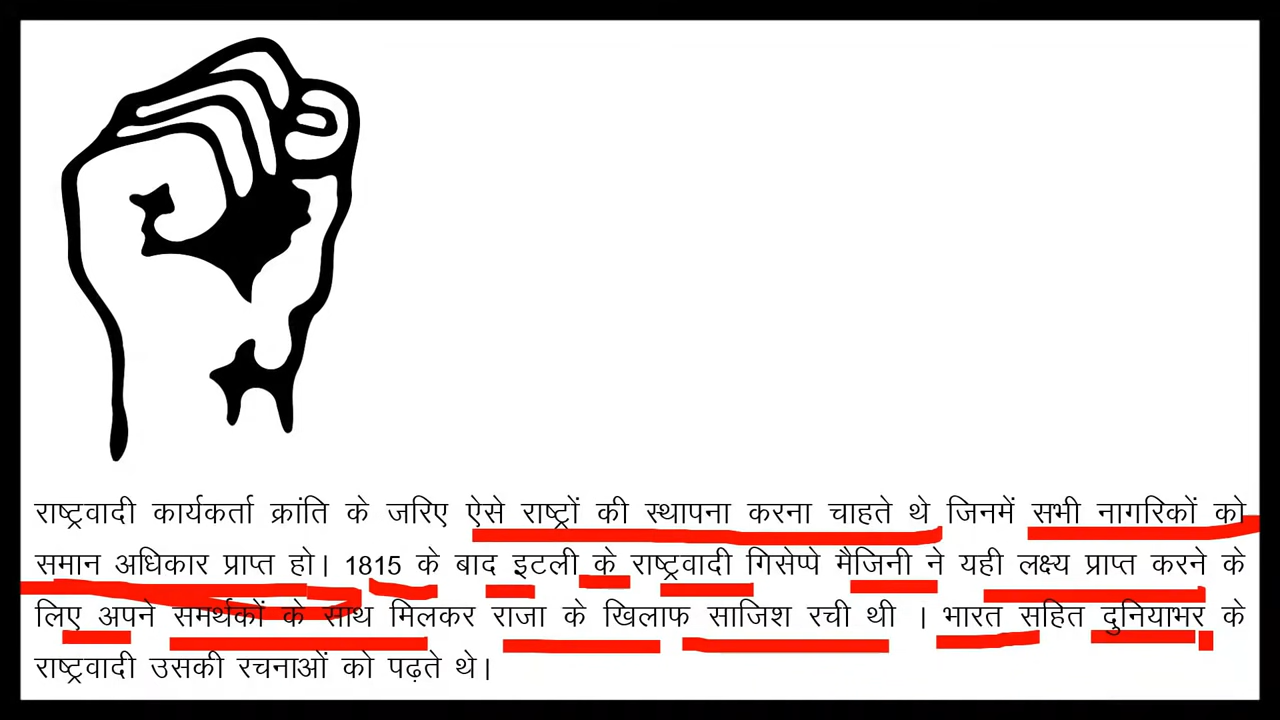 राष्ट्रवादी कार्यकर्ता क्रांति के जरिए ऐसे राष्ट्रों की स्थापना करना चाहते थे जिनमें सभी नागरिकों को
समान अधिकार प्राप्त हो। 1815 के बाद इटली के राष्ट्रवादी गिसेप्पे मैजिनी ने यही लक्ष्य प्राप्त करने के
लिए अपने समर्थकों के साथ मिलकर राजा के खिलाफ साजिश रची थी । भारत सहित दुनियाभर के
राष्ट्रवादी उसकी रचनाओं को पढ़ते थे।